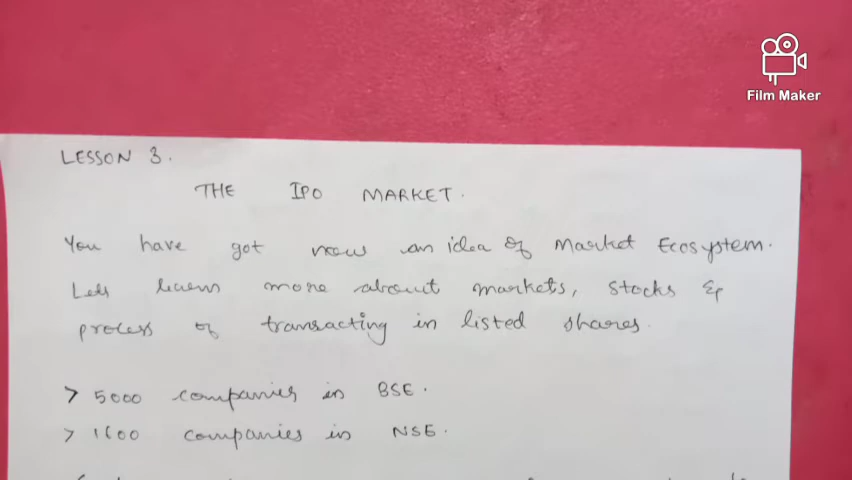 Film Maker
LESSON 3.
THE IPO MARKET.
You have got now an idea of Market Ecosystem.
Lets learn more about markets, stocks &
process of transacting in listed shares.
> 5000 companies in BSE.
> 1600 companies in NSE.